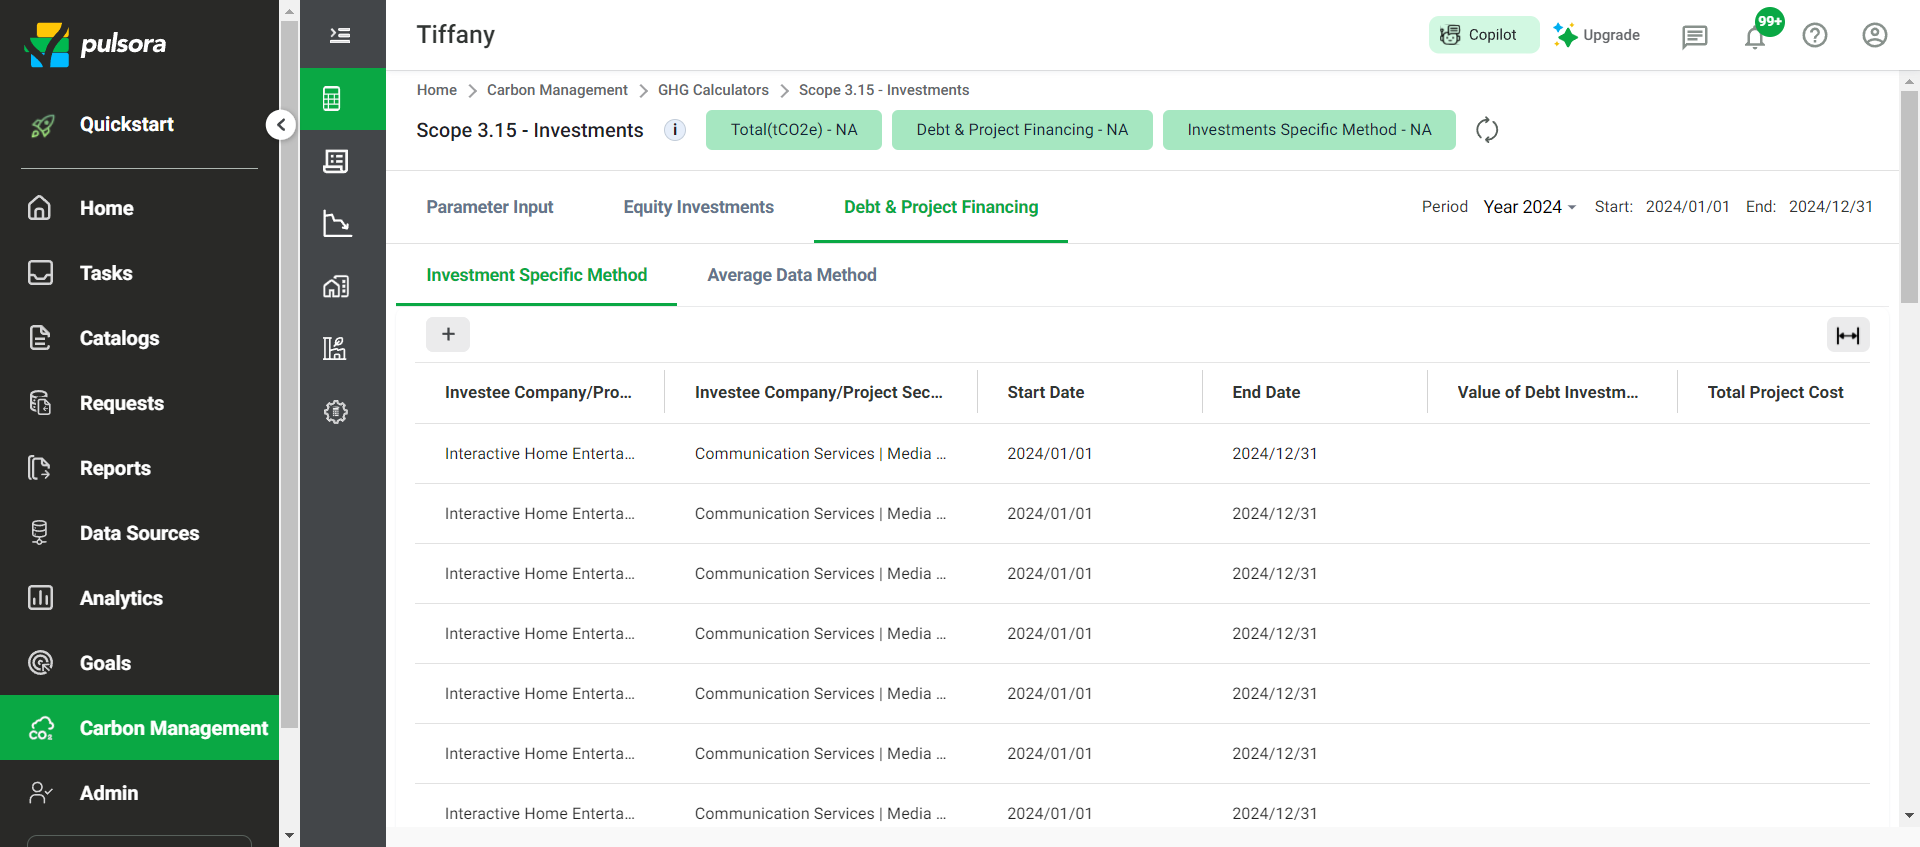 pulsora
Quickstart
Home
Tasks
Catalogs
Requests
Reports
Data Sources
Analytics
Goals
CO₂ Carbon Management
Admin
Tiffany
Copilot
Upgrade
99+
Home > Carbon Management > GHG Calculators > Scope 3.15 - Investments
Scope 3.15 - Investments i Total(tCO2e) - NA Debt & Project Financing - NA Investments Specific Method - NA
Parameter Input Equity Investments Debt & Project Financing Period Year 2024 Start: 2024/01/01 End: 2024/12/31
Investment Specific Method Average Data Method
+
Investee Company/Pro... Investee Company/Project Sec... Start Date End Date Value of Debt Investm... Total Project Cost
Interactive Home Enterta... Communication Services | Media ... 2024/01/01 2024/12/31
Interactive Home Enterta... Communication Services | Media ... 2024/01/01 2024/12/31
Interactive Home Enterta... Communication Services | Media ... 2024/01/01 2024/12/31
Interactive Home Enterta... Communication Services | Media ... 2024/01/01 2024/12/31
Interactive Home Enterta... Communication Services | Media ... 2024/01/01 2024/12/31
Interactive Home Enterta... Communication Services | Media ... 2024/01/01 2024/12/31
Interactive Home Enterta... Communication Services | Media ... 2024/01/01 2024/12/31